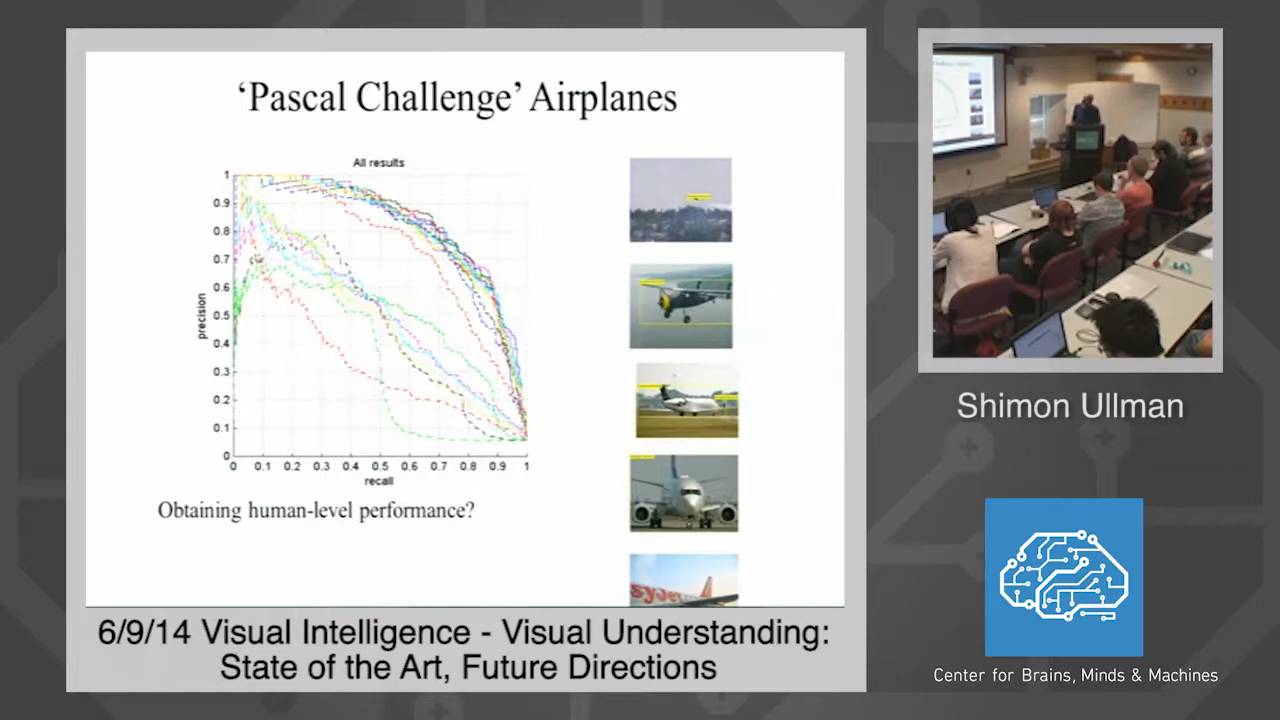 ‘Pascal Challenge’ Airplanes
All results
1
0.9
0.8
0.7
0.6
0.5
0.4
0.3
0.2
0.1
0
precision
0 0.1 0.2 0.3 0.4 0.5 0.6 0.7 0.8 0.9 1
recall
Obtaining human-level performance?
syJet
6/9/14 Visual Intelligence - Visual Understanding:
State of the Art, Future Directions
Shimon Ullman
Center for Brains, Minds & Machines